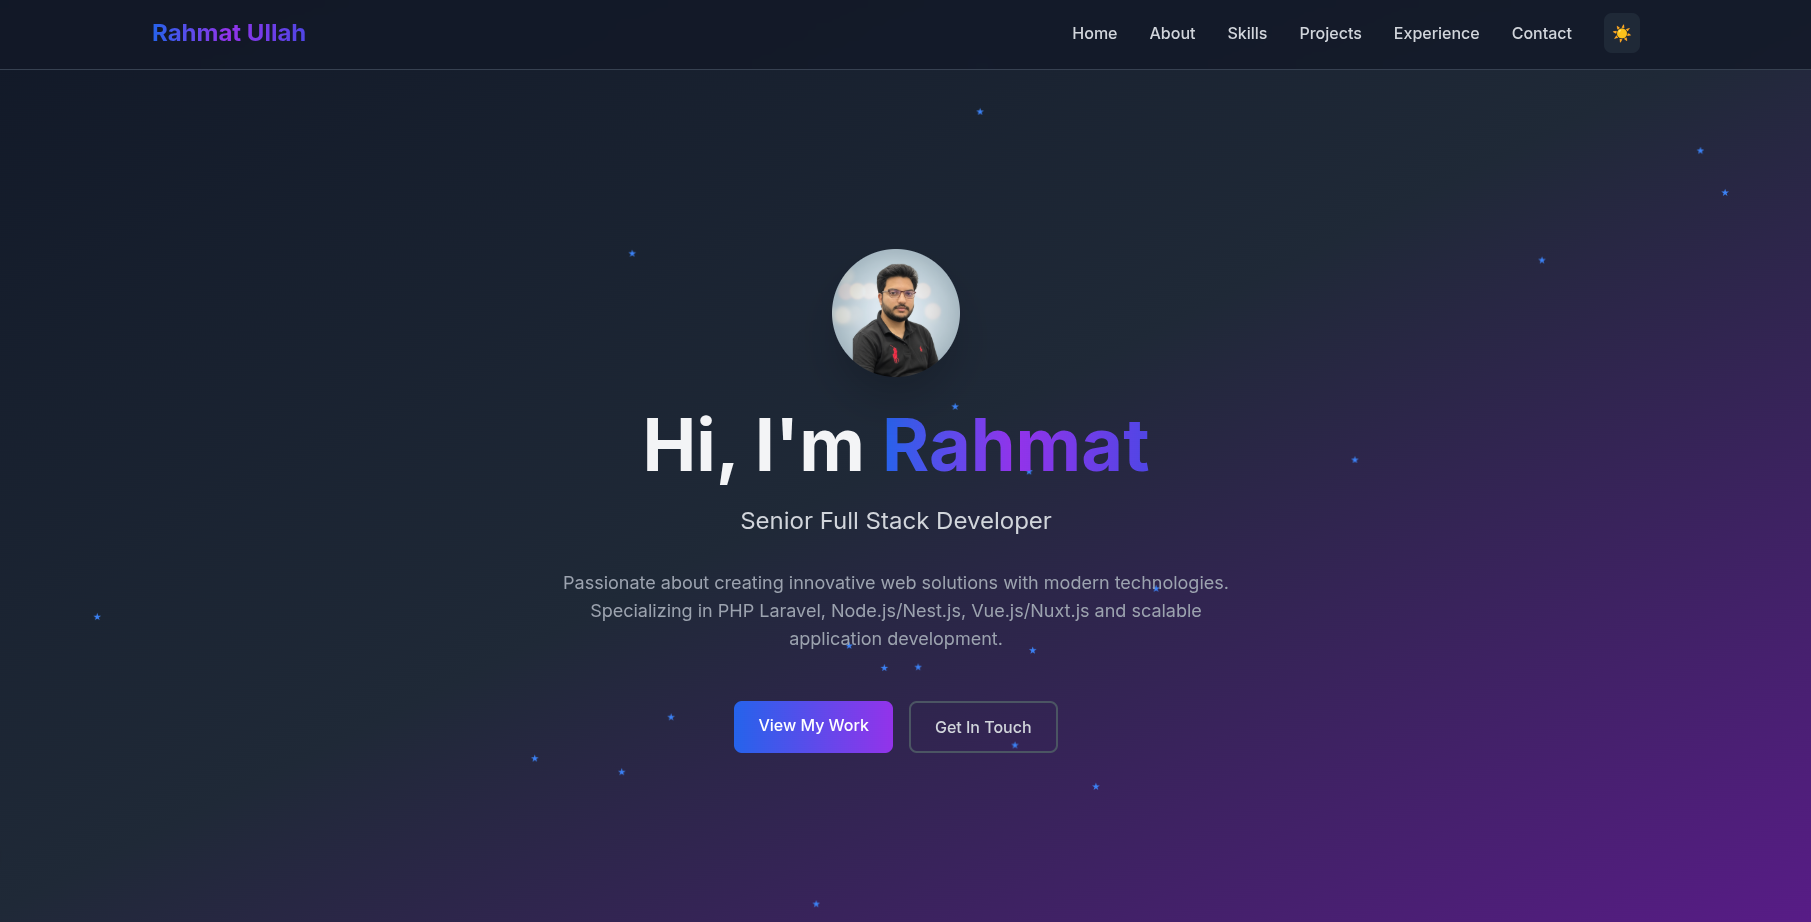 Rahmat Ullah
Home About Skills Projects Experience Contact
Hi, I'm Rahmat
Senior Full Stack Developer
Passionate about creating innovative web solutions with modern technologies.
Specializing in PHP Laravel, Node.js/Nest.js, Vue.js/Nuxt.js and scalable
application development.
View My Work Get In Touch